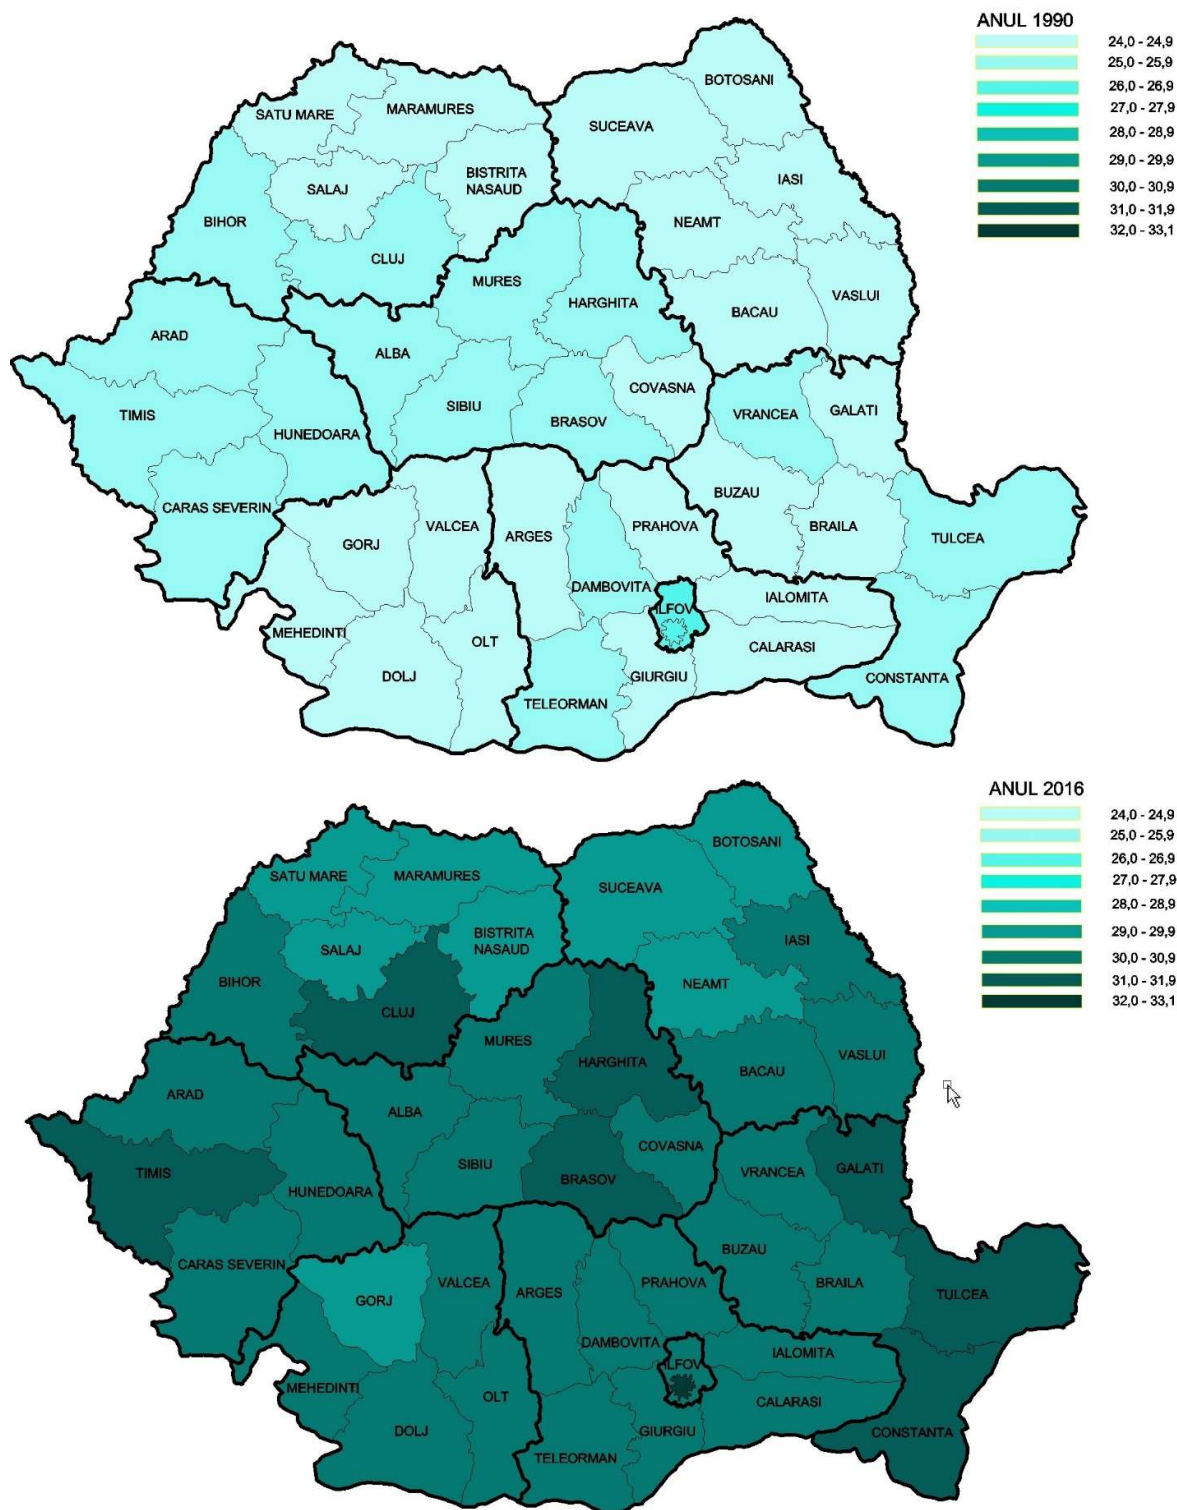 ANUL 1990
24,0 - 24,9
25,0 - 25,9
26,0 - 26,9
27,0 - 27,9
28,0 - 28,9
29,0 - 29,9
30,0 - 30,9
31,0 - 31,9
32,0 - 33,1
BOTOSANI
SATU MARE
MARAMURES
SUCEAVA
SALAJ
BISTRITA
NASAUD
IASI
BIHOR
NEAMT
CLUJ
MURES
HARGHITA
BACAU
VASLUI
ARAD
ALBA
COVASNA
TIMIS
SIBIU
BRASOV
VRANCEA
GALATI
HUNEDOARA
CARAS SEVERIN
VALCEA
GORJ
ARGES
PRAHOVA
BUZAU
BRAILA
TULCEA
DAMBOVITA
ILFOV
IALOMITA
MEHEDINTI
OLT
CALARASI
DOLJ
GIURGIU
CONSTANTA
TELEORMAN
ANUL 2016
24,0 - 24,9
25,0 - 25,9
26,0 - 26,9
27,0 - 27,9
28,0 - 28,9
29,0 - 29,9
30,0 - 30,9
31,0 - 31,9
32,0 - 33,1
BOTOSANI
SATU MARE
MARAMURES
SUCEAVA
SALAJ
BISTRITA
NASAUD
IASI
BIHOR
NEAMT
CLUJ
MURES
HARGHITA
BACAU
VASLUI
ARAD
ALBA
COVASNA
TIMIS
SIBIU
BRASOV
VRANCEA
GALATI
HUNEDOARA
CARAS SEVERIN
VALCEA
GORJ
ARGES
PRAHOVA
BUZAU
BRAILA
TULCEA
DAMBOVITA
ILFOV
IALOMITA
MEHEDINTI
OLT
CALARASI
DOLJ
GIURGIU
CONSTANTA
TELEORMAN